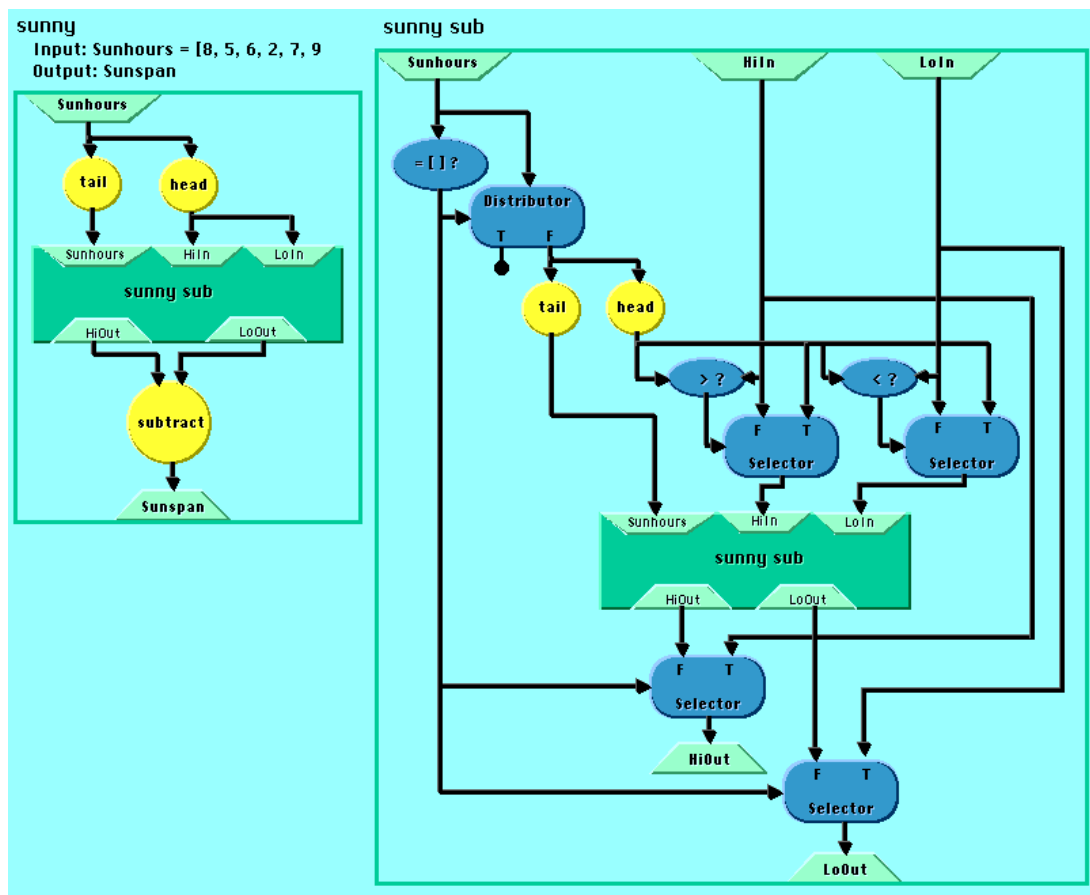 sunny
Input: Sunhours = [8, 5, 6, 2, 7, 9
Output: Sunspan
Sunhours
tail
head
Sunhours
HiIn
LoIn
sunny sub
HiOut
LoOut
subtract
Sunspan
sunny sub
Sunhours
HiIn
LoIn
= [ ] ?
Distributor
T F
tail
head
> ?
< ?
F T
Selector
F T
Selector
Sunhours
HiIn
LoIn
sunny sub
HiOut
LoOut
F T
Selector
HiOut
F T
Selector
LoOut